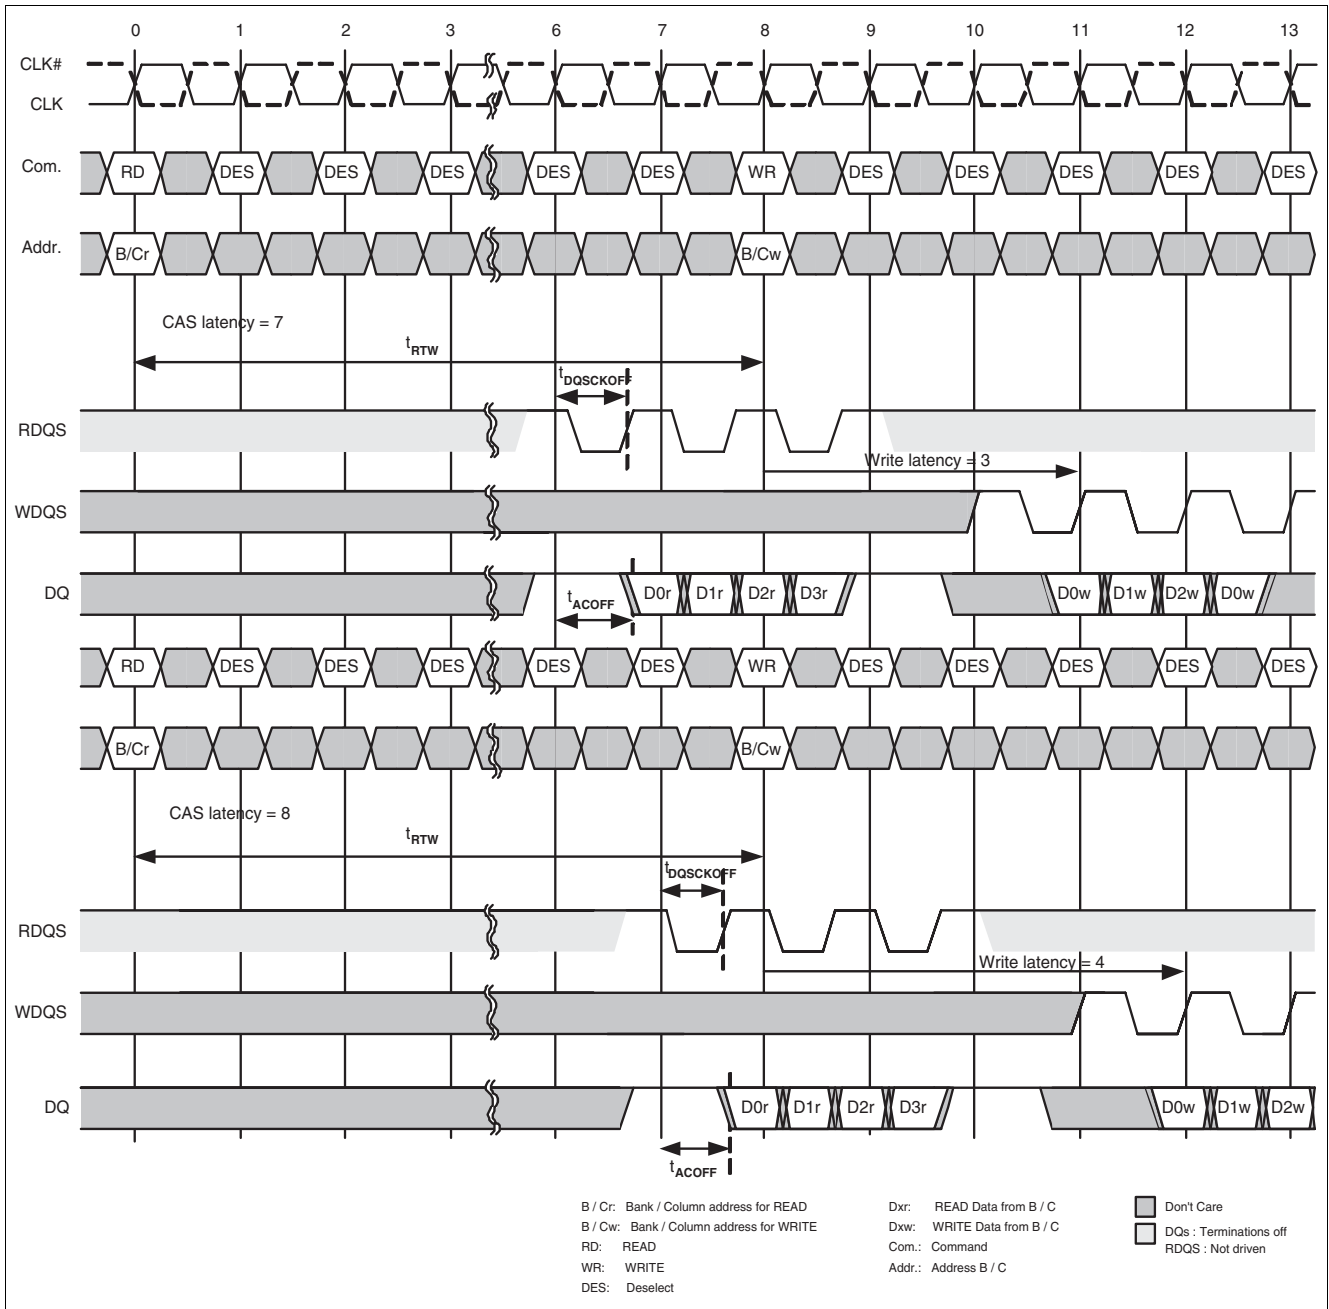 0 1 2 3 6 7 8 9 10 11 12 13
CLK#
CLK
Com. RD DES DES DES DES DES WR DES DES DES DES DES
Addr. B/Cr B/Cw
CAS latency = 7
tRTW
tDQSCKOFF
RDQS
Write latency = 3
WDQS
DQ D0r D1r D2r D3r D0w D1w D2w D0w
tACOFF
RD DES DES DES DES DES WR DES DES DES DES DES
B/Cr B/Cw
CAS latency = 8
tRTW
tDQSCKOFF
RDQS
Write latency = 4
WDQS
DQ D0r D1r D2r D3r D0w D1w D2w
tACOFF
B / Cr: Bank / Column address for READ
B / Cw: Bank / Column address for WRITE
RD: READ
WR: WRITE
DES: Deselect
Dxr: READ Data from B / C
Dxw: WRITE Data from B / C
Com.: Command
Addr.: Address B / C
Don't Care
DQs : Terminations off
RDQS : Not driven